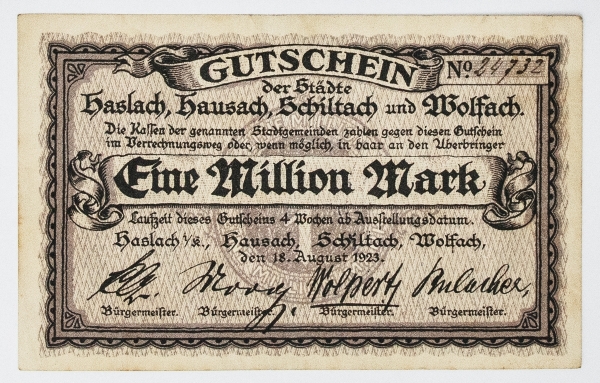 GUTSCHEIN
No. 24732
der Städte
Haslach, Hausach, Schiltach und Wolfach.
Die Kassen der genannten Stadtgemeinden zahlen gegen diesen Gutschein
im Verrechnungsweg oder, wenn möglich, in baar an den Überbringer
Eine Million Mark
Laufzeit dieses Gutscheins 4 Wochen ab Ausstellungsdatum.
Haslach i/K., Hausach, Schiltach, Wolfach,
den 18. August 1923.
Wolpert
Bürgermeister. Bürgermeister. Bürgermeister. Bürgermeister.